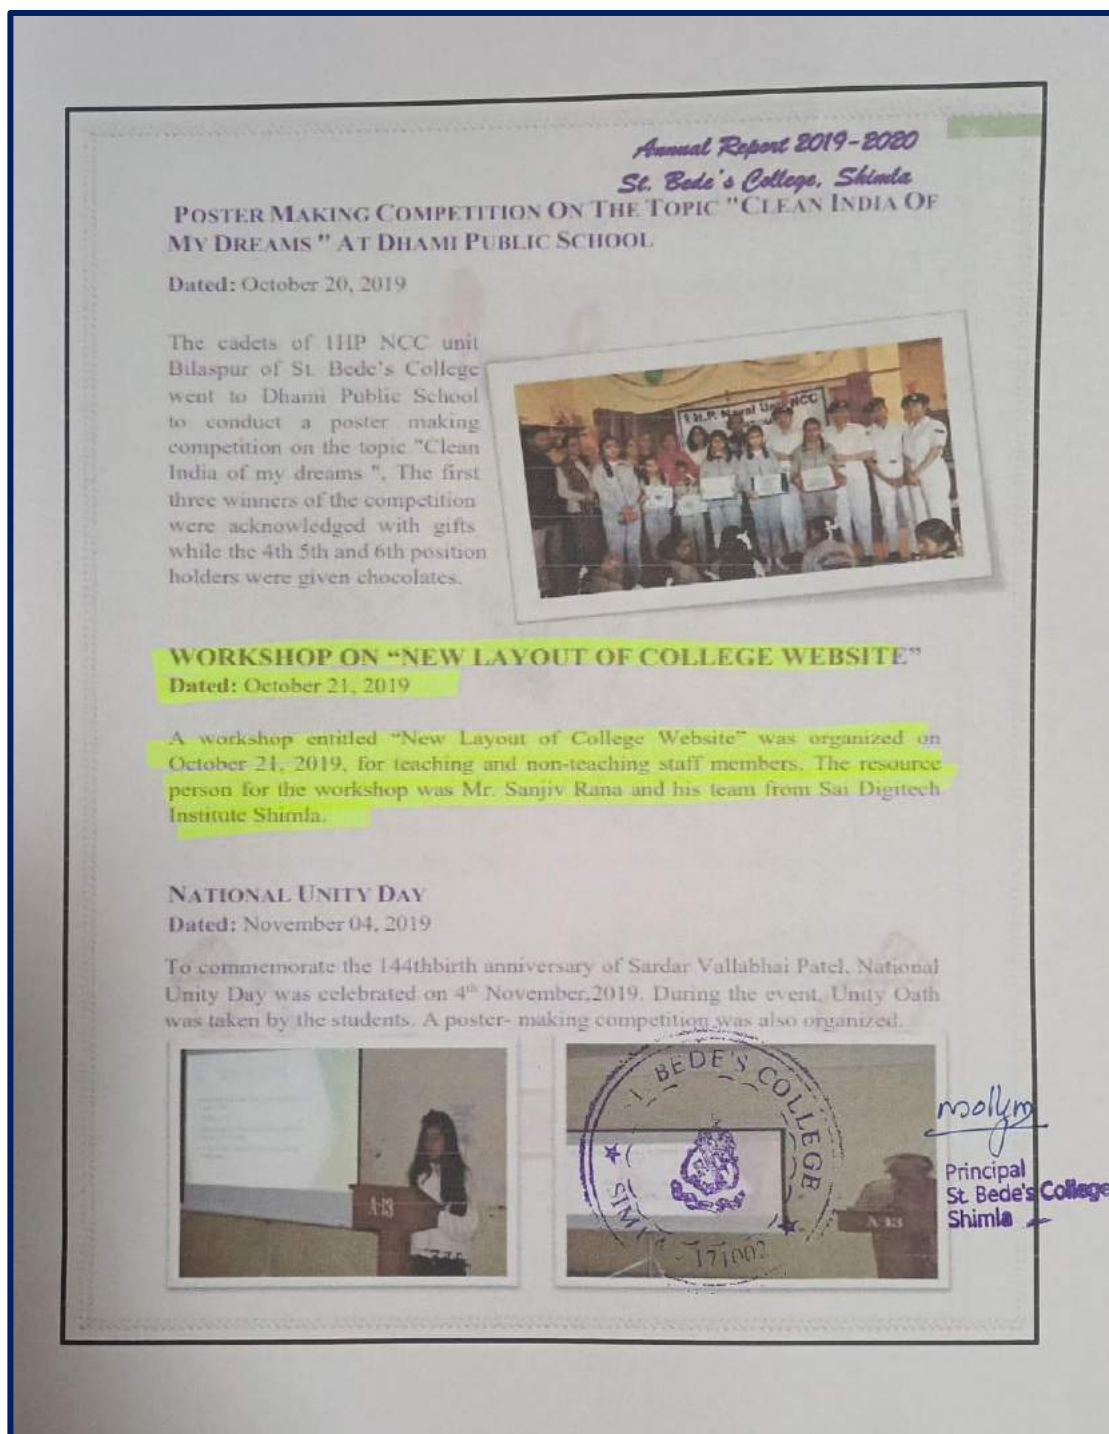 Annual Report 2019-2020
St. Bede's College, Shimla
POSTER MAKING COMPETITION ON THE TOPIC "CLEAN INDIA OF
MY DREAMS " AT DHAMI PUBLIC SCHOOL
Dated: October 20, 2019
The cadets of 1HP NCC unit
Bilaspur of St. Bede's College
went to Dhami Public School
to conduct a poster making
competition on the topic "Clean
India of my dreams ". The first
three winners of the competition
were acknowledged with gifts
while the 4th 5th and 6th position
holders were given chocolates.
1 H.P. Naval Unit NCC
WORKSHOP ON “NEW LAYOUT OF COLLEGE WEBSITE”
Dated: October 21, 2019
A workshop entitled “New Layout of College Website” was organized on
October 21, 2019, for teaching and non-teaching staff members. The resource
person for the workshop was Mr. Sanjiv Rana and his team from Sai Digitech
Institute Shimla.
NATIONAL UNITY DAY
Dated: November 04, 2019
To commemorate the 144thbirth anniversary of Sardar Vallabhai Patel, National
Unity Day was celebrated on 4th November,2019. During the event, Unity Oath
was taken by the students. A poster- making competition was also organized.
A-13
A-13
BEDE'S COLLEGE
171002
Principal
St. Bede's College
Shimla